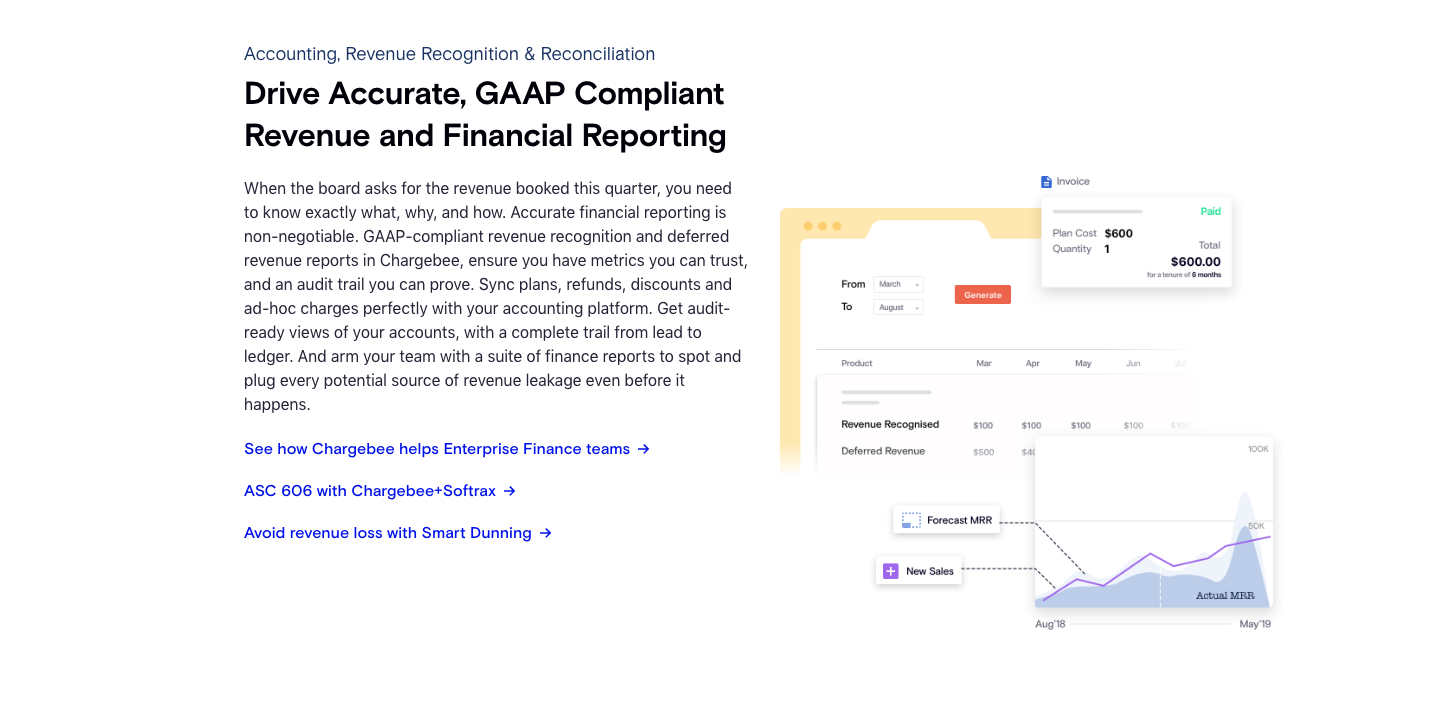 Accounting, Revenue Recognition & Reconciliation
Drive Accurate, GAAP Compliant
Revenue and Financial Reporting
When the board asks for the revenue booked this quarter, you need
to know exactly what, why, and how. Accurate financial reporting is
non-negotiable. GAAP-compliant revenue recognition and deferred
revenue reports in Chargebee, ensure you have metrics you can trust,
and an audit trail you can prove. Sync plans, refunds, discounts and
ad-hoc charges perfectly with your accounting platform. Get audit-
ready views of your accounts, with a complete trail from lead to
ledger. And arm your team with a suite of finance reports to spot and
plug every potential source of revenue leakage even before it
happens.
See how Chargebee helps Enterprise Finance teams →
ASC 606 with Chargebee+Softrax →
Avoid revenue loss with Smart Dunning →
Invoice
Paid
Plan Cost $600
Quantity 1
Total
$600.00
for a tenure of 6 months
From March
To August
Generate
Product Mar Apr May Jun Jul
Revenue Recognised $100 $100 $100 $100 $100
Deferred Revenue $500 $40
100K
50K
Forecast MRR
New Sales
Actual MRR
Aug'18 May'19